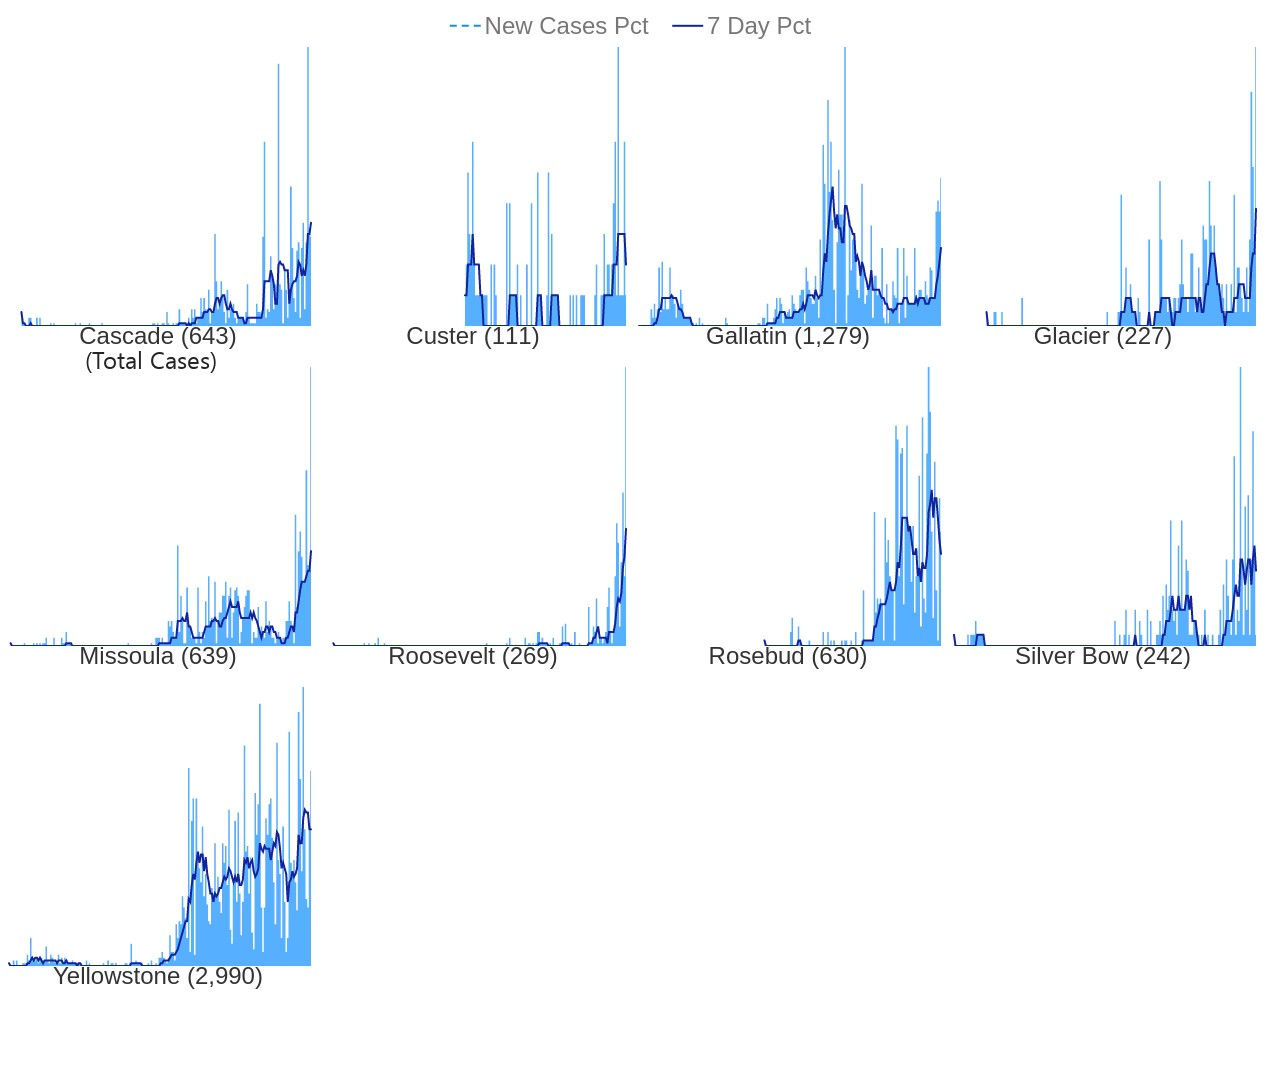 New Cases Pct 7 Day Pct
Cascade (643) Custer (111) Gallatin (1,279) Glacier (227)
(Total Cases)
Missoula (639) Roosevelt (269) Rosebud (630) Silver Bow (242)
Yellowstone (2,990)